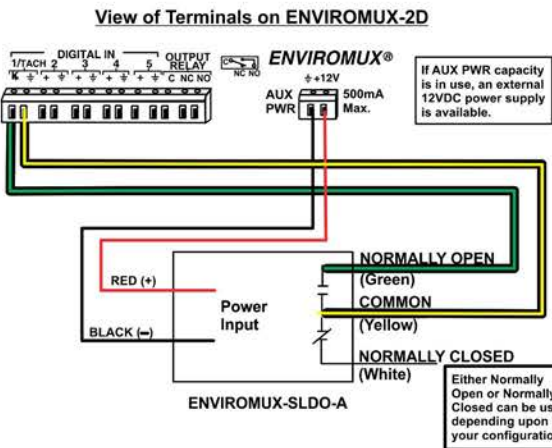 View of Terminals on ENVIROMUX-2D
DIGITAL IN
1/TACH 2 3 4 5
OUTPUT
RELAY
+ + + + C NC NO
NC NO
ENVIROMUX®
+12V
AUX
PWR
500mA
Max.
If AUX PWR capacity
is in use, an external
12VDC power supply
is available.
RED (+)
BLACK (–)
Power
Input
NORMALLY OPEN
(Green)
COMMON
(Yellow)
NORMALLY CLOSED
(White)
ENVIROMUX-SLDO-A
Either Normally
Open or Normally
Closed can be
depending upon
your